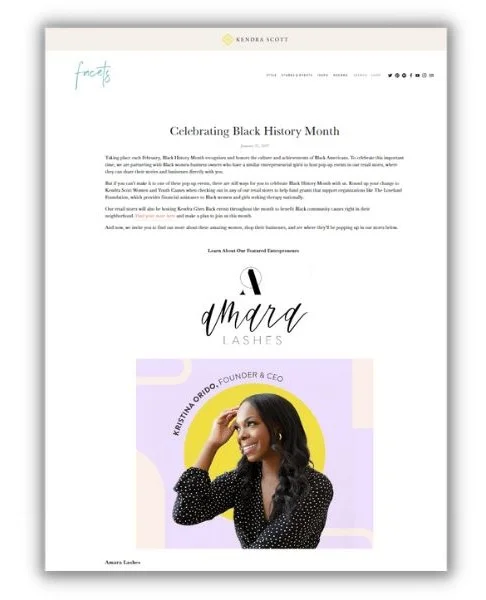 KENDRA SCOTT
facets
Celebrating Black History Month
Taking place each February, Black History Month recognizes and honors the culture and achievements of Black Americans. To celebrate this important
time, we are partnering with Black women business owners who have a similar entrepreneurial spirit to host pop-up events in our retail stores, where
they can share their stories and businesses directly with you.
But if you can't make it to one of these pop-up events, there are still ways for you to celebrate Black History Month with us. Round up your change to
Kendra Scott Women and Youth Causes when checking out in any of our retail stores to help fund grants that support organizations like The Loveland
Foundation, which provides financial assistance to Black women and girls seeking therapy nationally.
Our retail stores will also be hosting Kendra Gives Back events throughout the month to benefit Black community causes right in their
neighborhood. Find your store here and make a plan to join us this month.
And now, we invite you to find out more about these amazing women, shop their businesses, and see where they'll be popping up in our stores below.
Learn About Our Featured Entrepreneurs
A
amara
LASHES
KRISTINA ORIDO, FOUNDER & CEO
Amara Lashes